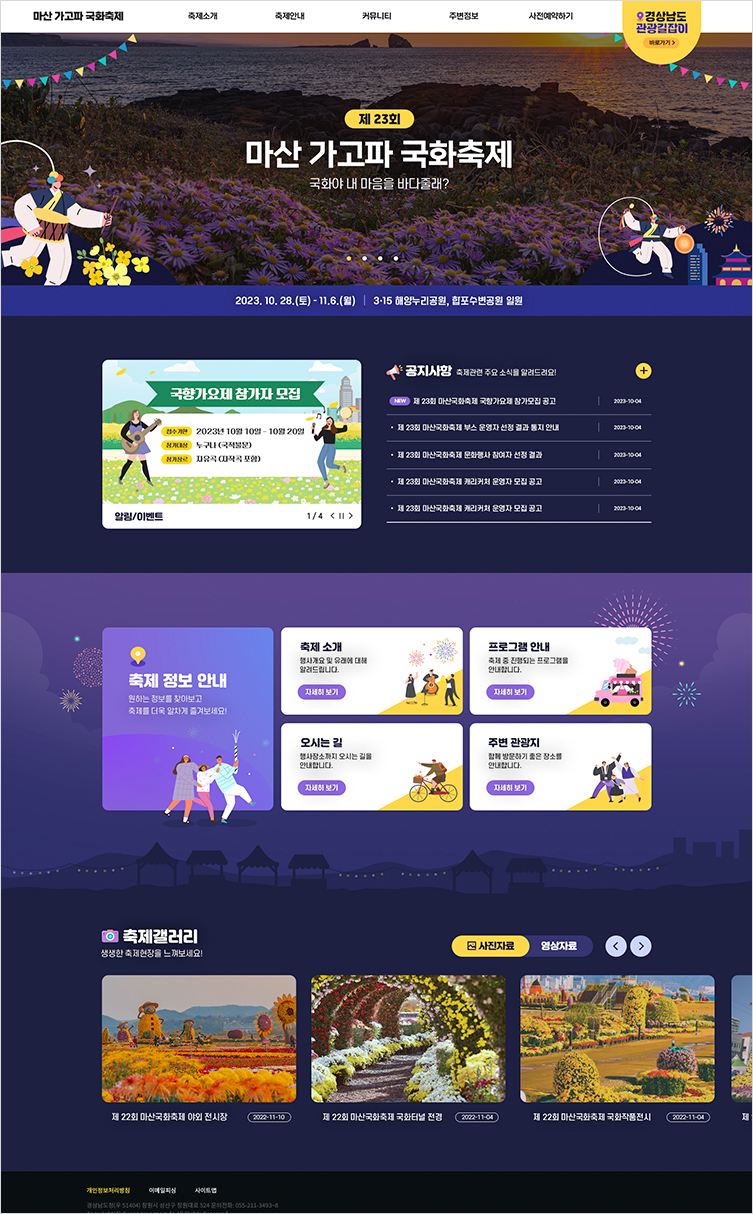 마산 가고파 국화축제
축제소개
축제안내
커뮤니티
주변정보
사전예약하기
경상남도
관광길잡이
바로가기 >
제 23회
마산 가고파 국화축제
국화야 내 마음을 바다줄래?
2023. 10. 28.(토) - 11.6.(월) | 3·15 해양누리공원, 합포수변공원 일원
국향가요제 참가자 모집
접수기한 2023년 10월 10일 - 10월 20일
참가대상 누구나 (국적불문)
참가장르 자유곡 (자작곡 포함)
알림/이벤트
1 / 4
공지사항 축제관련 주요 소식을 알려드려요!
NEW 제 23회 마산국화축제 국향가요제 참가모집 공고 2023-10-04
· 제 23회 마산국화축제 부스 운영자 선정 결과 통지 안내 2023-10-04
· 제 23회 마산국화축제 문화행사 참여자 선정 결과 2023-10-04
· 제 23회 마산국화축제 캐리커처 운영자 모집 공고 2023-10-04
· 제 23회 마산국화축제 캐리커처 운영자 모집 공고 2023-10-04
축제 정보 안내
원하는 정보를 찾아보고
축제를 더욱 알차게 즐겨보세요!
축제 소개
행사개요 및 유래에 대해
알려드립니다.
자세히 보기
프로그램 안내
축제 중 진행되는 프로그램을
안내합니다.
자세히 보기
오시는 길
행사장소까지 오시는 길을
안내합니다.
자세히 보기
주변 관광지
함께 방문하기 좋은 장소를
안내합니다.
자세히 보기
축제갤러리
생생한 축제현장을 느껴보세요!
사진자료
영상자료
제 22회 마산국화축제 야외 전시장 2022-11-10
제 22회 마산국화축제 국화터널 전경 2022-11-04
제 22회 마산국화축제 국화작품전시 2022-11-04
제
개인정보처리방침
이메일피싱
사이트맵
경상남도청(우 51404) 창원시 성산구 창원대로 524 문의전화: 055-211-3493~6